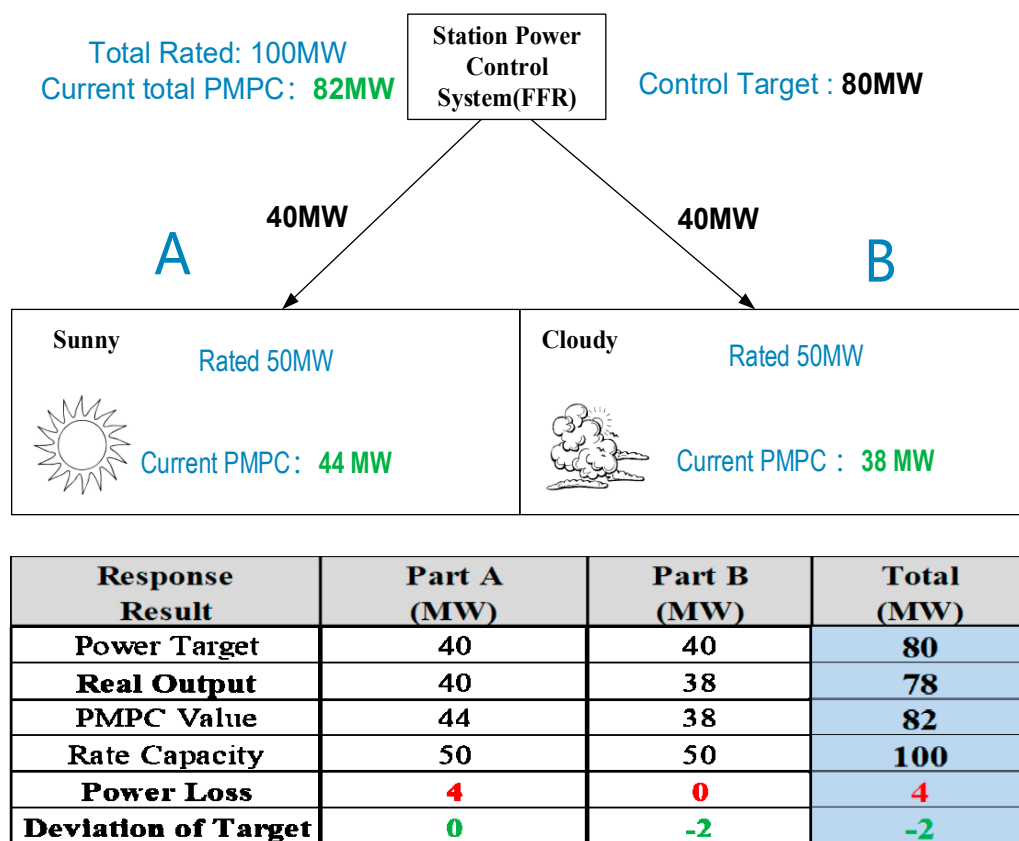 Total Rated: 100MW
Current total PMPC: 82MW
Station Power
Control
System(FFR)
Control Target : 80MW
40MW
40MW
A
B
Sunny
Rated 50MW
Current PMPC: 44 MW
Cloudy
Rated 50MW
Current PMPC : 38 MW
Response Result Part A (MW) Part B (MW) Total (MW)
Power Target 40 40 80
Real Output 40 38 78
PMPC Value 44 38 82
Rate Capacity 50 50 100
Power Loss 4 0 4
Deviation of Target 0 -2 -2